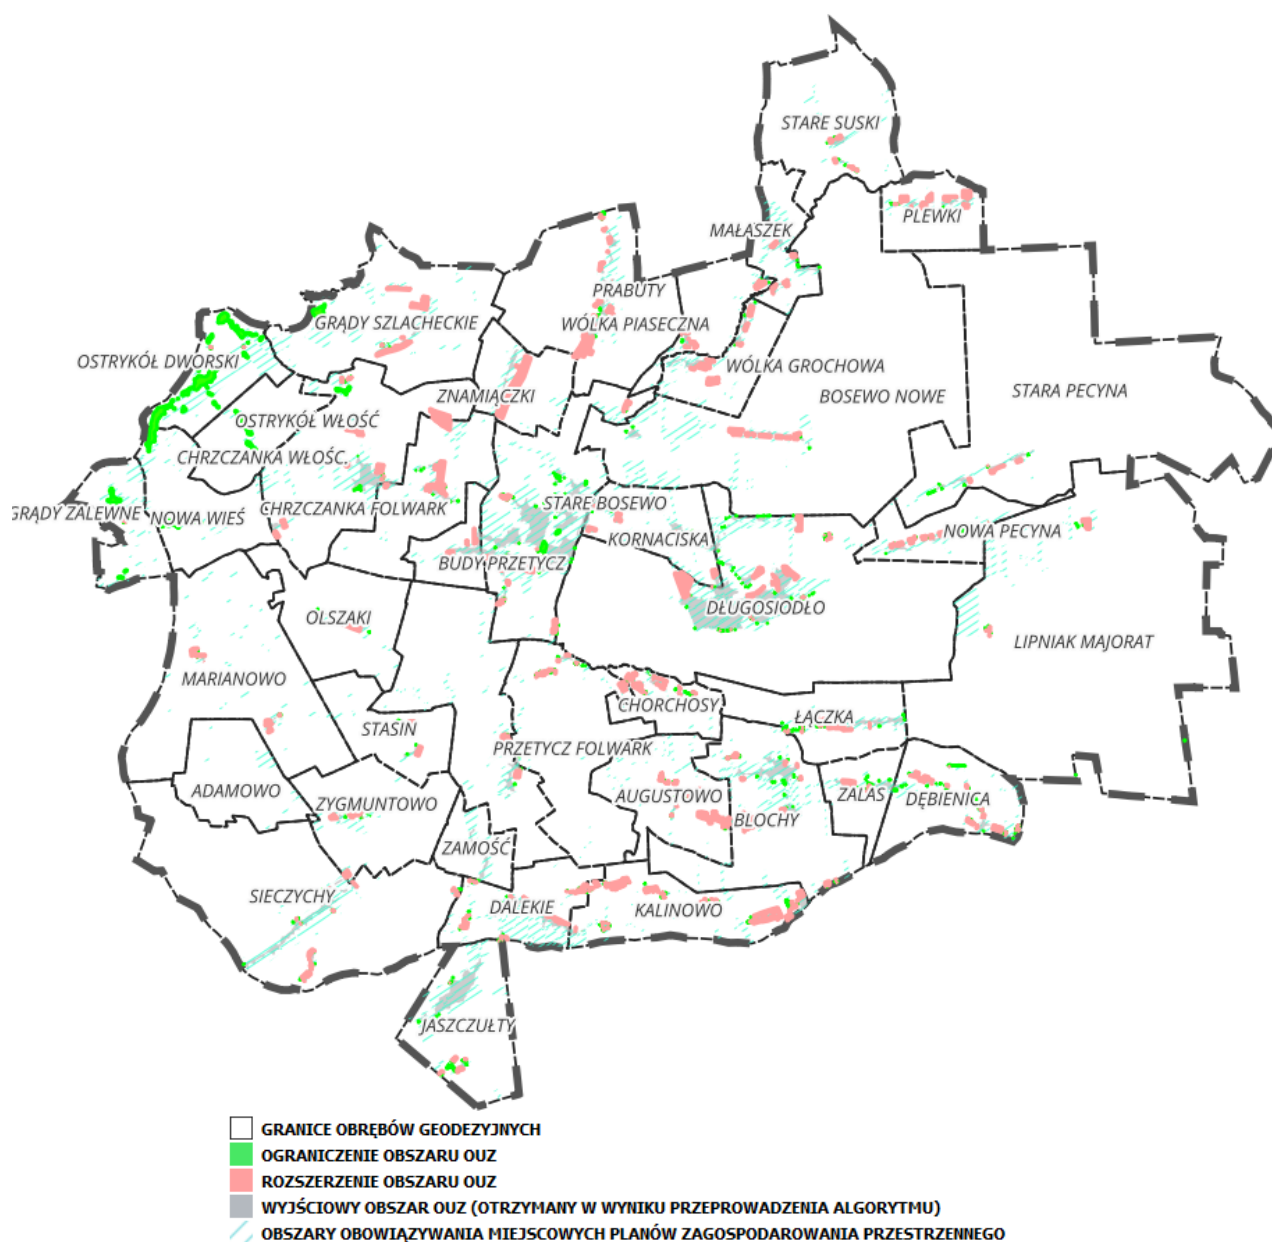 STARE SUSKI
PLEWKI
MAŁASZEK
PRABUTY
GRĄDY SZLACHECKIE
WÓLKA PIASECZNA
OSTRYKÓŁ DWORSKI
WÓLKA GROCHOWA
STARA PECYNA
ZNAMIĄCZKI
BOSEWO NOWE
OSTRYKÓŁ WŁOŚĆ
CHRZCZANKA WŁOŚC.
STARE BOSEWO
GRĄDY ZALEWNE
NOWA WIEŚ
CHRZCZANKA FOLWARK
NOWA PECYNA
KORNACISKA
BUDY PRZETYCZ
DŁUGOSIODŁO
OLSZAKI
LIPNIAK MAJORAT
MARIANOWO
CHORCHOSY
ŁĄCZKA
STASIN
PRZETYCZ FOLWARK
ADAMOWO
ZYGMUNTOWO
AUGUSTOWO
ZALAS
DĘBIENICA
BLOCHY
ZAMOŚĆ
SIECZYCHY
DALEKIE
KALINOWO
JASZCZUŁTY
GRANICE OBRĘBÓW GEODEZYJNYCH
OGRANICZENIE OBSZARU OUZ
ROZSZERZENIE OBSZARU OUZ
WYJŚCIOWY OBSZAR OUZ (OTRZYMANY W WYNIKU PRZEPROWADZENIA ALGORYTMU)
OBSZARY OBOWIĄZYWANIA MIEJSCOWYCH PLANÓW ZAGOSPODAROWANIA PRZESTRZENNEGO